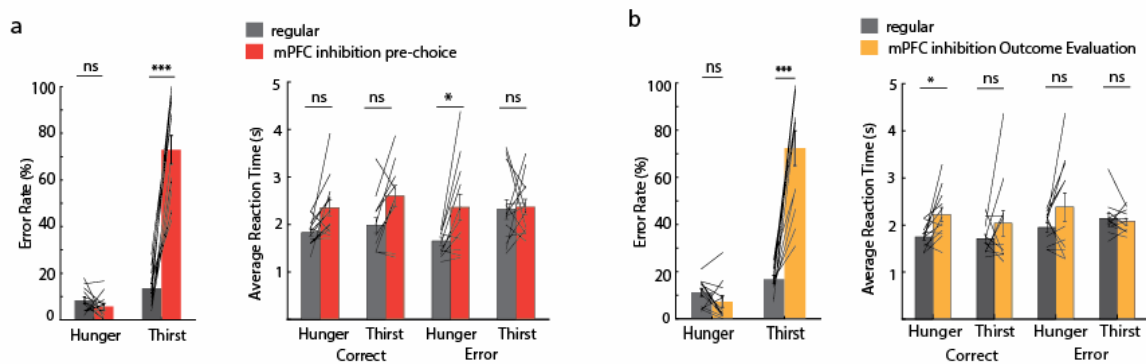 a
regular
mPFC inhibition pre-choice
ns
***
Error Rate (%)
100
80
60
40
20
0
Hunger
Thirst
ns
ns
*
ns
Average Reaction Time (s)
5
4
3
2
1
Hunger Thirst Hunger Thirst
Correct Error
b
regular
mPFC inhibition Outcome Evaluation
ns
***
Error Rate (%)
100
80
60
40
20
0
Hunger
Thirst
*
ns
ns
ns
Average Reaction Time (s)
5
4
3
2
1
Hunger Thirst Hunger Thirst
Correct Error